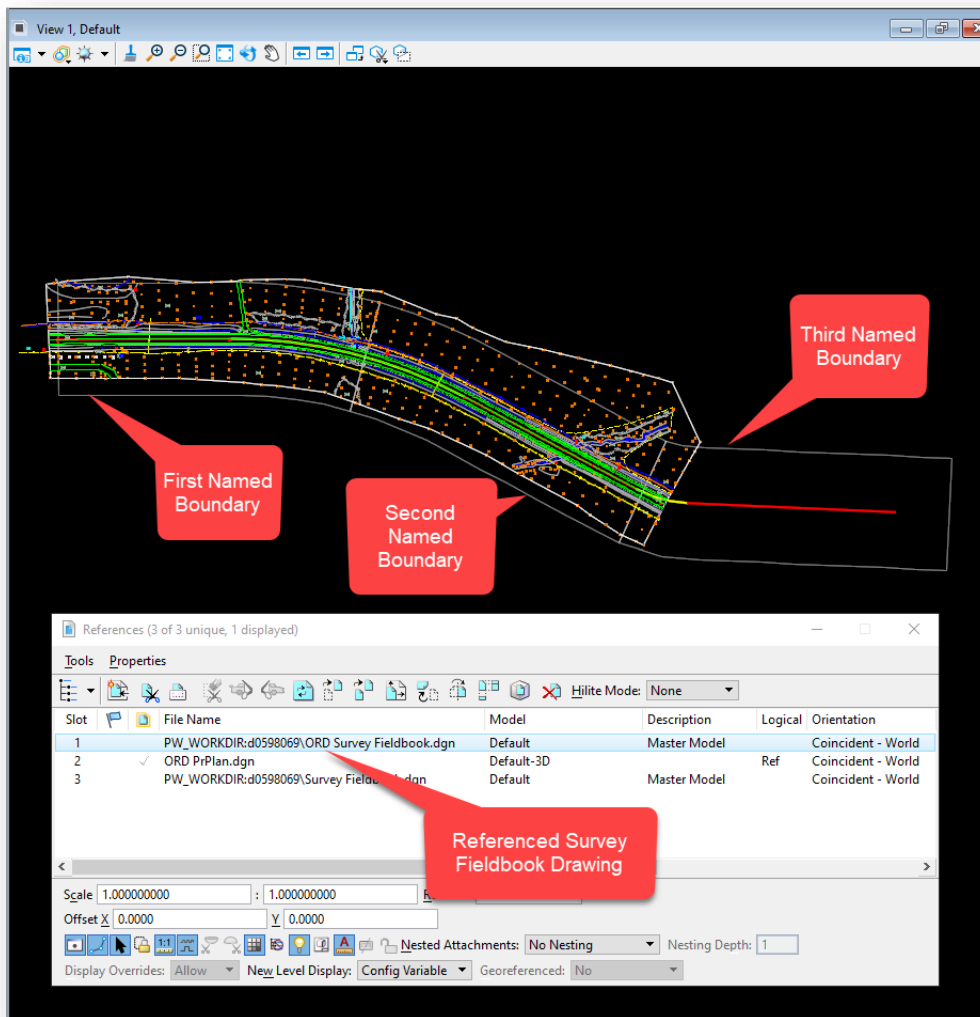 View 1, Default
Third Named
Boundary
First Named
Boundary
Second
Named
Boundary
References (3 of 3 unique, 1 displayed)
Tools Properties
Hilite Mode: None
Slot File Name Model Description Logical Orientation
1 PW_WORKDIR:d0598069\ORD Survey Fieldbook.dgn Default Master Model Coincident - World
2 ORD PrPlan.dgn Default-3D Ref Coincident - World
3 PW_WORKDIR:d0598069\Survey Fieldbook.dgn Default Master Model Coincident - World
Referenced Survey
Fieldbook Drawing
Scale 1.000000000 : 1.000000000
Offset X 0.0000 Y 0.0000
1:1 A Nested Attachments: No Nesting Nesting Depth: 1
Display Overrides: Allow New Level Display: Config Variable Georeferenced: No